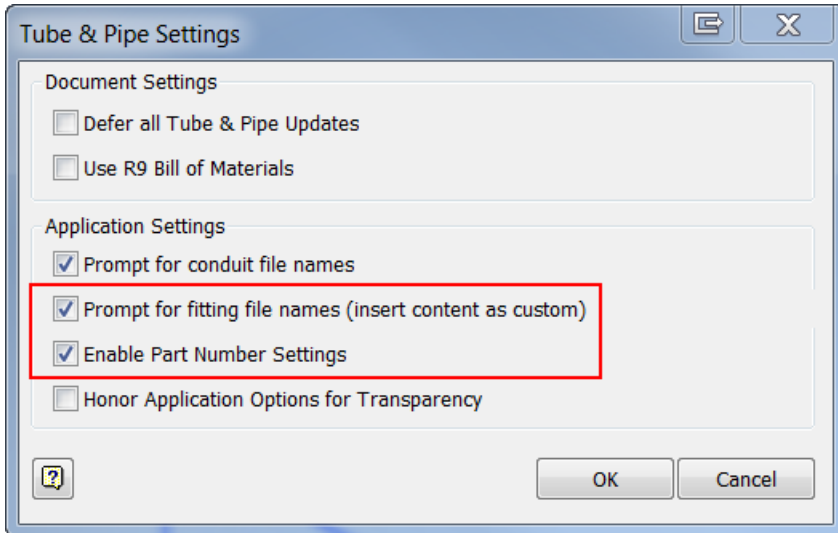 Tube & Pipe Settings
Document Settings
Defer all Tube & Pipe Updates
Use R9 Bill of Materials
Application Settings
Prompt for conduit file names
Prompt for fitting file names (insert content as custom)
Enable Part Number Settings
Honor Application Options for Transparency
OK Cancel